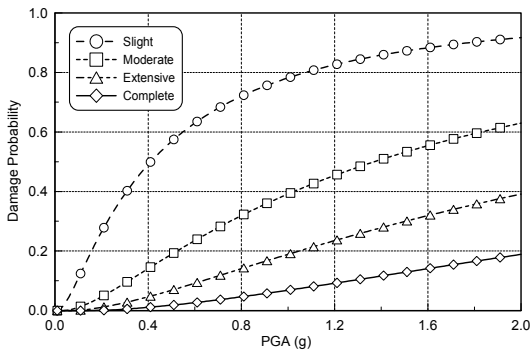 1.0
0.8
0.6
0.4
0.2
0.0
Damage Probability
Slight
Moderate
Extensive
Complete
0.0 0.4 0.8 1.2 1.6 2.0
PGA (g)